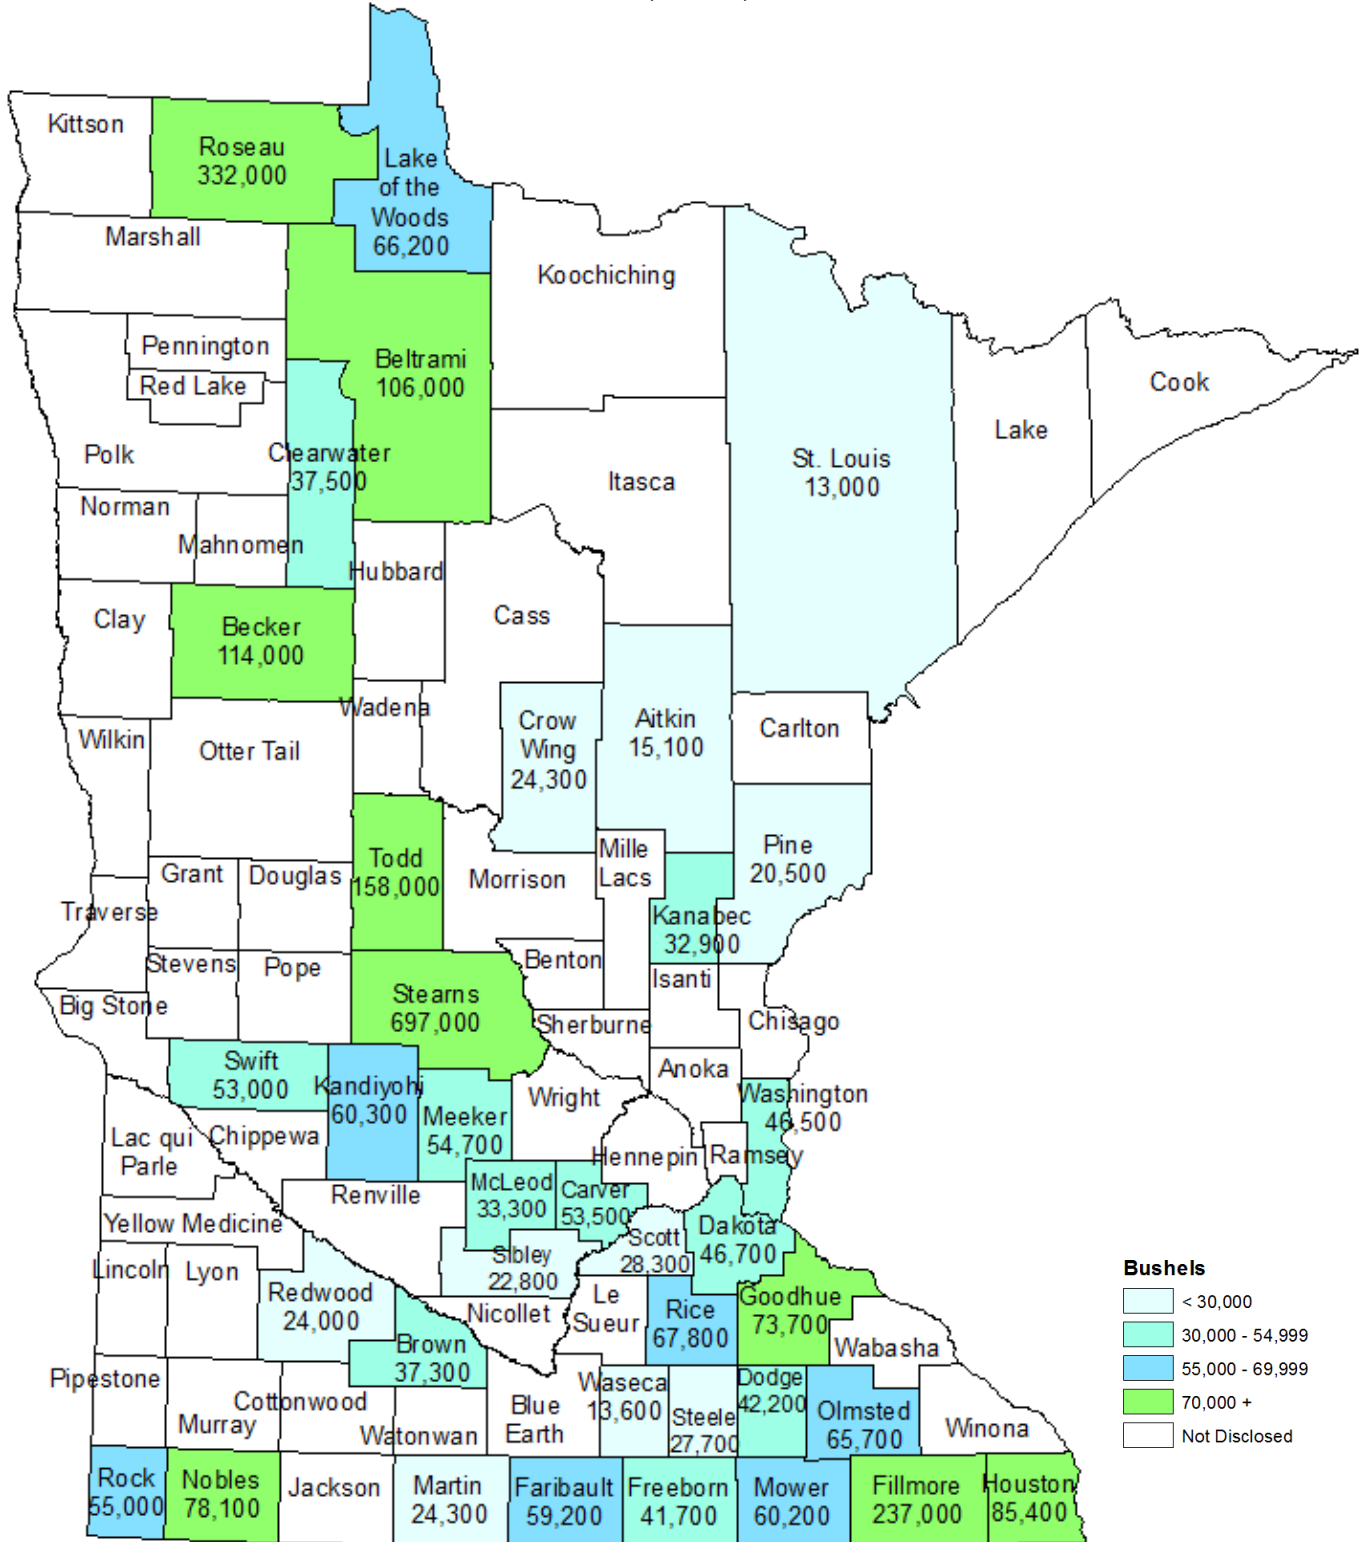 Kittson
Roseau
332,000
Lake
of the
Woods
66,200
Marshall
Koochiching
Pennington
Red Lake
Beltrami
106,000
Cook
Lake
Polk
Clearwater
37,500
St. Louis
13,000
Itasca
Norman
Mahnomen
Hubbard
Cass
Clay
Becker
114,000
Wadena
Crow
Wing
24,300
Aitkin
15,100
Carlton
Wilkin
Otter Tail
Todd
158,000
Morrison
Mille
Lacs
Pine
20,500
Grant
Douglas
Traverse
Kanabec
32,900
Stevens
Pope
Benton
Isanti
Big Stone
Stearns
697,000
Sherburne
Chisago
Swift
53,000
Kandiyohi
60,300
Meeker
54,700
Wright
Anoka
Washington
46,500
Lac qui
Parle
Chippewa
Hennepin
Ramsey
Renville
McLeod
33,300
Carver
53,500
Yellow Medicine
Scott
28,300
Dakota
46,700
Lincoln
Lyon
Sibley
22,800
Redwood
24,000
Nicollet
Le
Sueur
Rice
67,800
Goodhue
73,700
Brown
37,300
Wabasha
Pipestone
Murray
Cottonwood
Watonwan
Blue
Earth
Waseca
13,600
Steele
27,700
Dodge
42,200
Olmsted
65,700
Winona
Rock
55,000
Nobles
78,100
Jackson
Martin
24,300
Faribault
59,200
Freeborn
41,700
Mower
60,200
Fillmore
237,000
Houston
85,400
Bushels
< 30,000
30,000 - 54,999
55,000 - 69,999
70,000 +
Not Disclosed